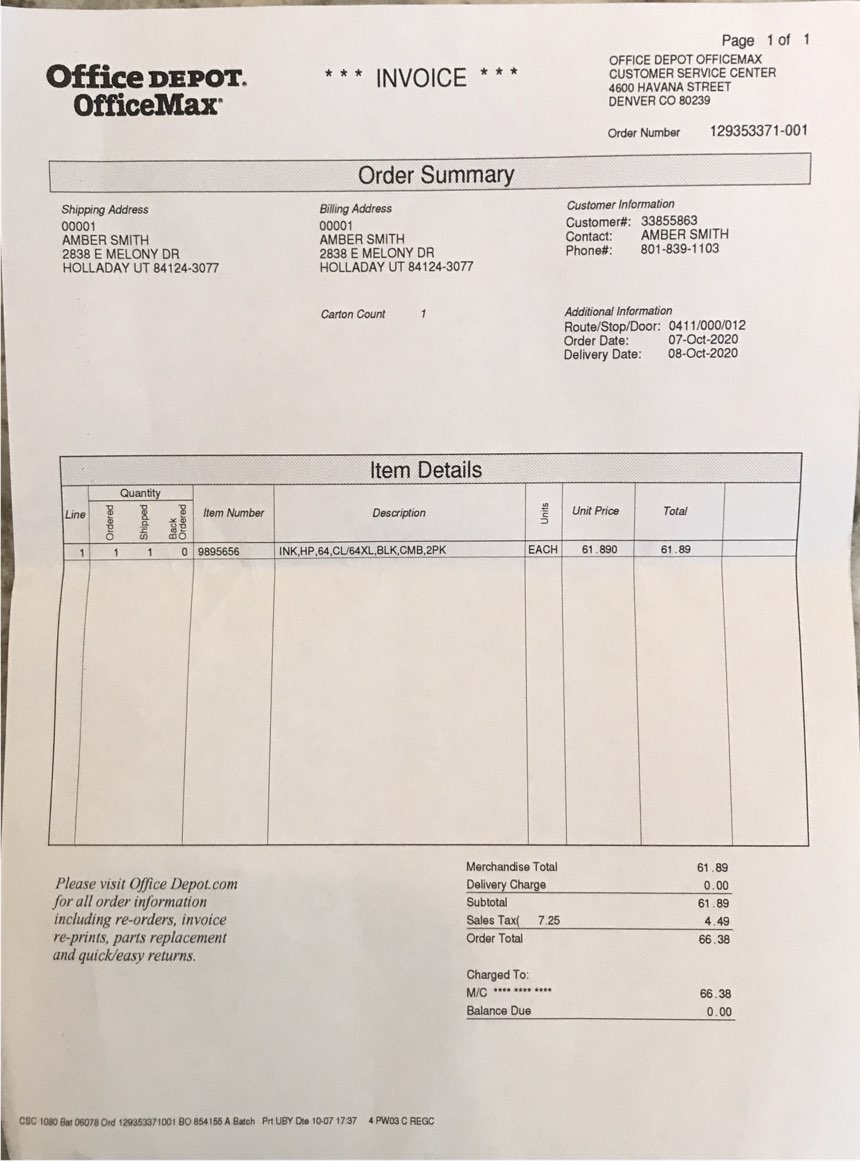 Page 1 of 1
Office DEPOT.
OfficeMax
*** INVOICE ***
OFFICE DEPOT OFFICEMAX
CUSTOMER SERVICE CENTER
4600 HAVANA STREET
DENVER CO 80239
Order Number 129353371-001
Order Summary
Shipping Address
00001
AMBER SMITH
2838 E MELONY DR
HOLLADAY UT 84124-3077
Billing Address
00001
AMBER SMITH
2838 E MELONY DR
HOLLADAY UT 84124-3077
Customer Information
Customer#: 33855863
Contact: AMBER SMITH
Phone#: 801-839-1103
Carton Count 1
Additional Information
Route/Stop/Door: 0411/000/012
Order Date: 07-Oct-2020
Delivery Date: 08-Oct-2020
Item Details
Line Quantity Ordered Shipped Back Ordered Item Number Description Units Unit Price Total
1 1 1 0 9895656 INK,HP,64,CL/64XL,BLK,CMB,2PK EACH 61.890 61.89
Please visit Office Depot.com
for all order information
including re-orders, invoice
re-prints, parts replacement
and quick/easy returns.
Merchandise Total 61.89
Delivery Charge 0.00
Subtotal 61.89
Sales Tax( 7.25 4.49
Order Total 66.38
Charged To:
M/C **** **** **** 66.38
Balance Due 0.00
CSC 1080 Bat 06078 Ord 129353371001 BO 854155 A Batch Prt UBY Dte 10-07 17:37 4 PW03 C REGC